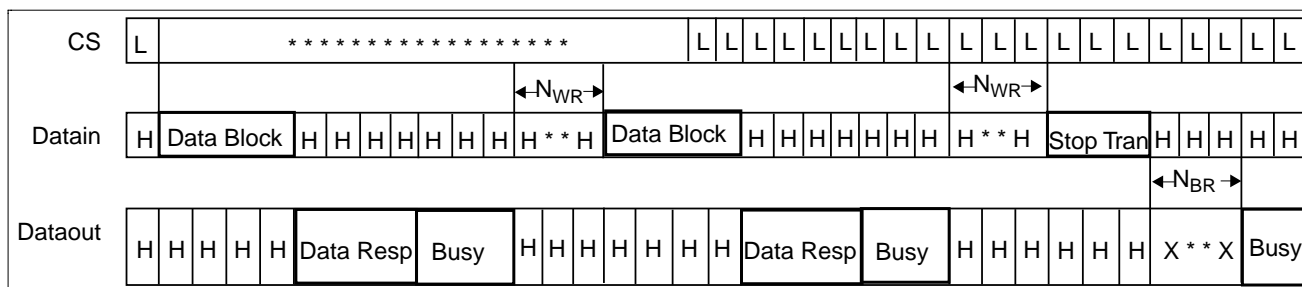 CS L * * * * * * * * * * * * * * * * * * L L L L L L L L L L L L L L L L L L L L
N_WR N_WR
Datain H Data Block H H H H H H H H * * H Data Block H H H H H H H H * * H Stop Tran H H H H H
N_BR
Dataout H H H H H Data Resp Busy H H H H H H H Data Resp Busy H H H H H H X * * X Busy